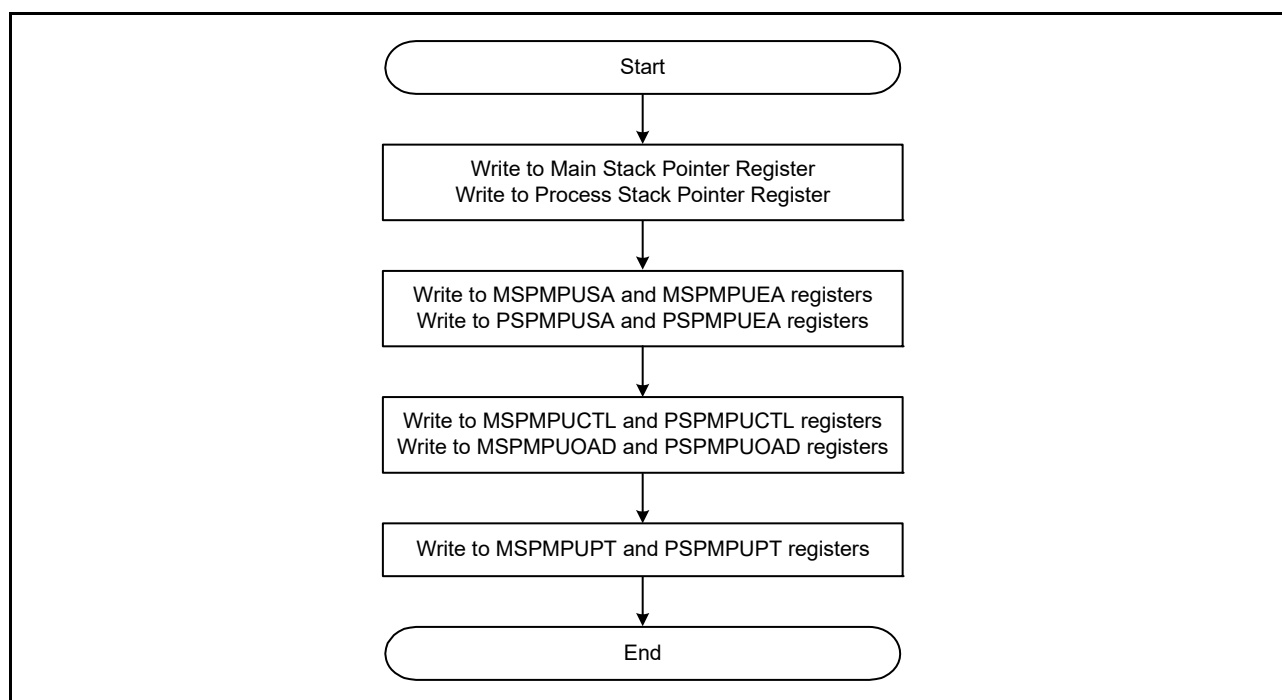 Start
Write to Main Stack Pointer Register
Write to Process Stack Pointer Register
Write to MSPMPUSA and MSPMPUEA registers
Write to PSPMPUSA and PSPMPUEA registers
Write to MSPMPUCTL and PSPMPUCTL registers
Write to MSPMPUOAD and PSPMPUOAD registers
Write to MSPMPUPT and PSPMPUPT registers
End